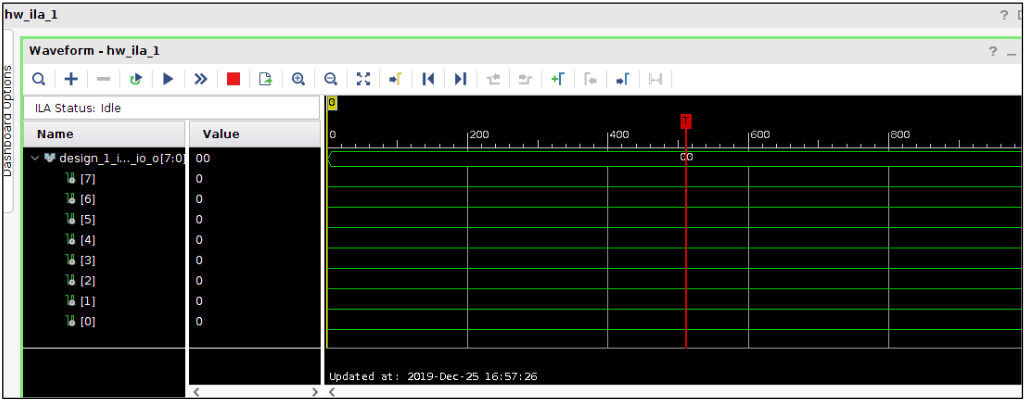 hw_ila_1
?
Dashboard Options
Waveform - hw_ila_1
?
ILA Status: Idle
0
Name
Value
T
0
200
400
600
800
design_1_i..._io_o[7:0]
00
00
[7]
0
[6]
0
[5]
0
[4]
0
[3]
0
[2]
0
[1]
0
[0]
0
Updated at: 2019-Dec-25 16:57:26